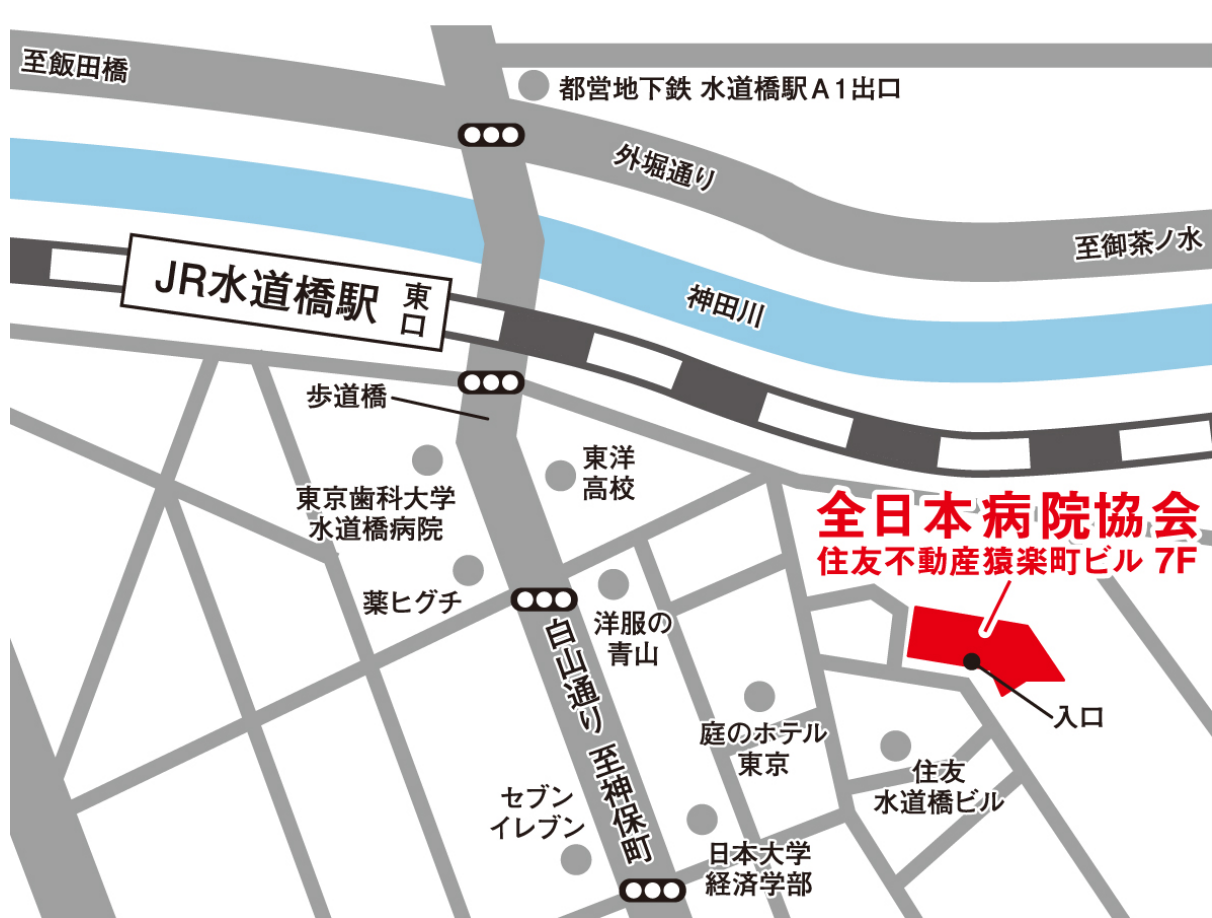 至飯田橋
都営地下鉄 水道橋駅A1出口
外堀通り
至御茶ノ水
JR水道橋駅 東口
神田川
歩道橋
東洋
高校
東京歯科大学
水道橋病院
全日本病院協会
住友不動産猿楽町ビル 7F
薬ヒグチ
洋服の
青山
白山通り 至神保町
入口
庭のホテル
東京
住友
水道橋ビル
セブン
イレブン
日本大学
経済学部